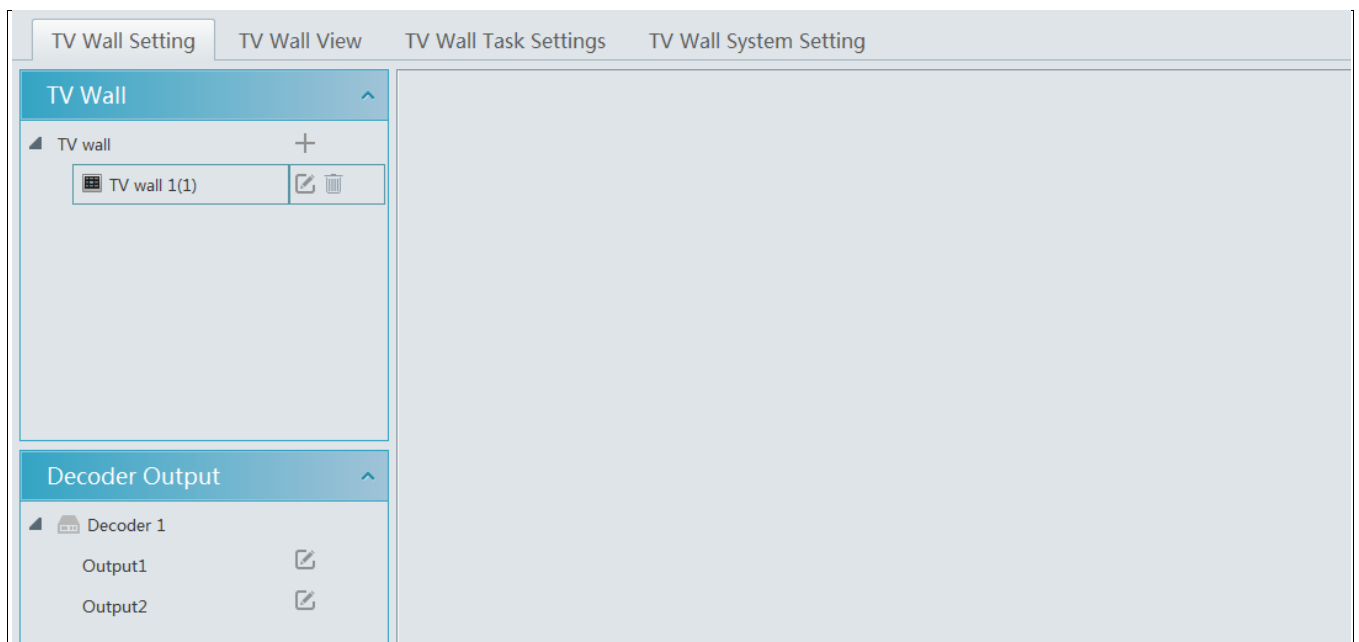 TV Wall Setting TV Wall View TV Wall Task Settings TV Wall System Setting
TV Wall
TV wall
TV wall 1(1)
Decoder Output
Decoder 1
Output1
Output2